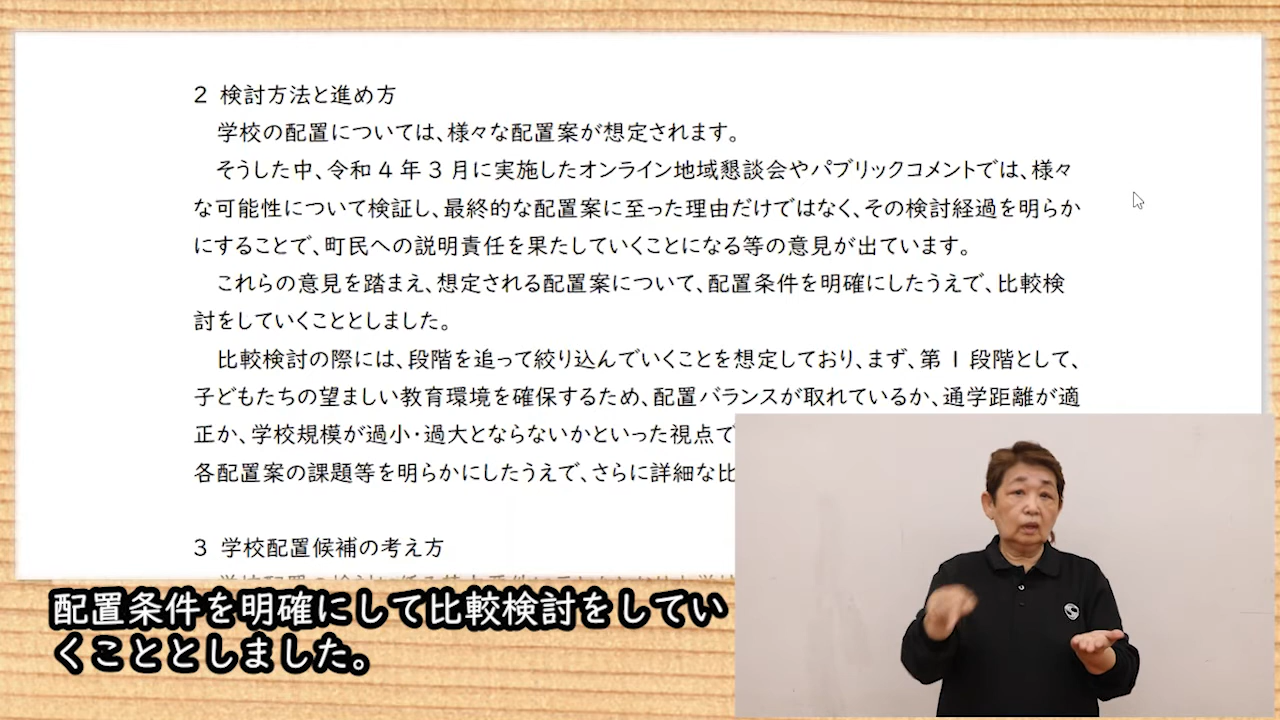 2 検討方法と進め方
学校の配置については、様々な配置案が想定されます。
そうした中、令和4年3月に実施したオンライン地域懇談会やパブリックコメントでは、様々
な可能性について検証し、最終的な配置案に至った理由だけではなく、その検討経過を明らか
にすることで、町民への説明責任を果たしていくことになる等の意見が出ています。
これらの意見を踏まえ、想定される配置案について、配置条件を明確にしたうえで、比較検
討をしていくこととしました。
比較検討の際には、段階を追って絞り込んでいくことを想定しており、まず、第1段階として、
子どもたちの望ましい教育環境を確保するため、配置バランスが取れているか、通学距離が適
正か、学校規模が過小・過大とならないかといった視点で
各配置案の課題等を明らかにしたうえで、さらに詳細な比
3 学校配置候補の考え方
配置条件を明確にして比較検討をしてい
くこととしました。